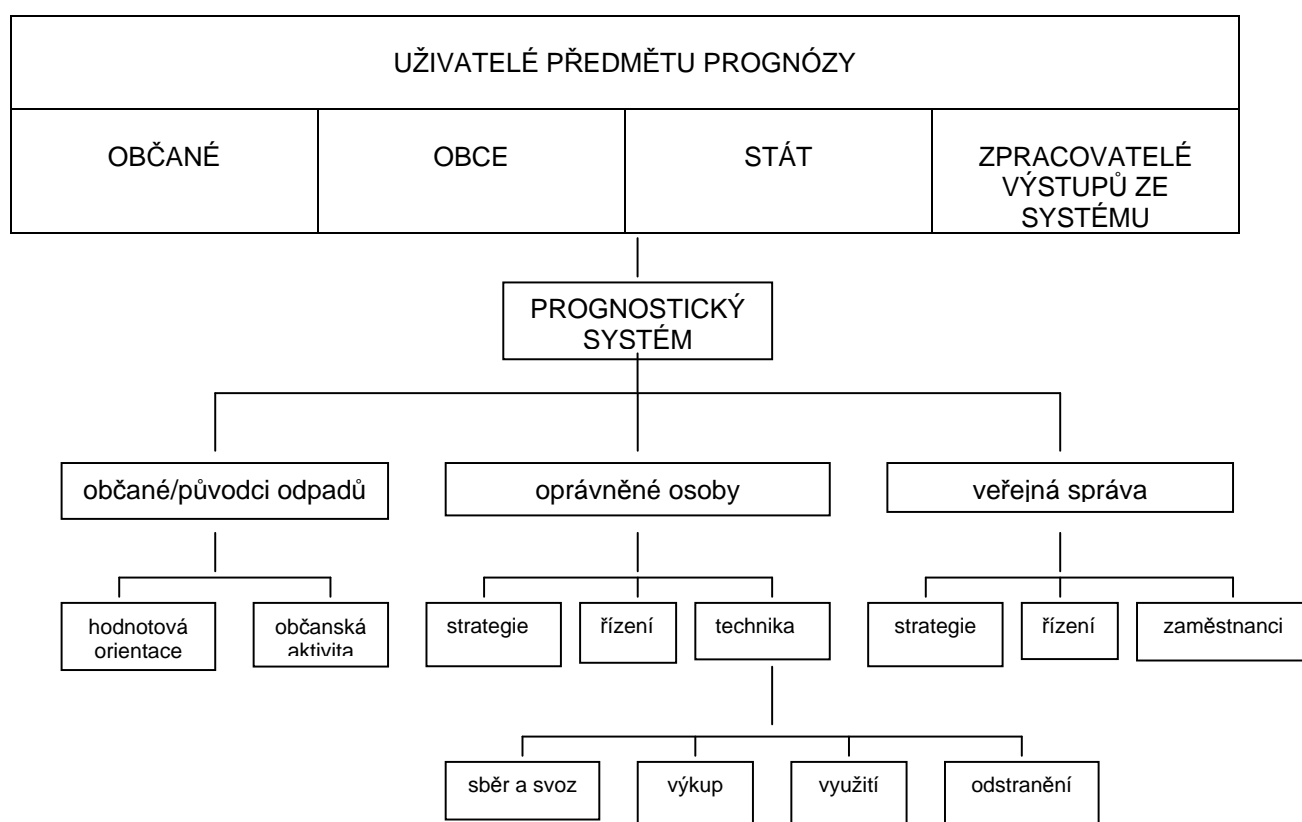 UŽIVATELÉ PŘEDMĚTU PROGNÓZY
OBČANÉ
OBCE
STÁT
ZPRACOVATELÉ
VÝSTUPŮ ZE
SYSTÉMU
PROGNOSTICKÝ
SYSTÉM
občané/původci odpadů
oprávněné osoby
veřejná správa
hodnotová
orientace
občanská
aktivita
strategie
řízení
technika
strategie
řízení
zaměstnanci
sběr a svoz
výkup
využití
odstranění